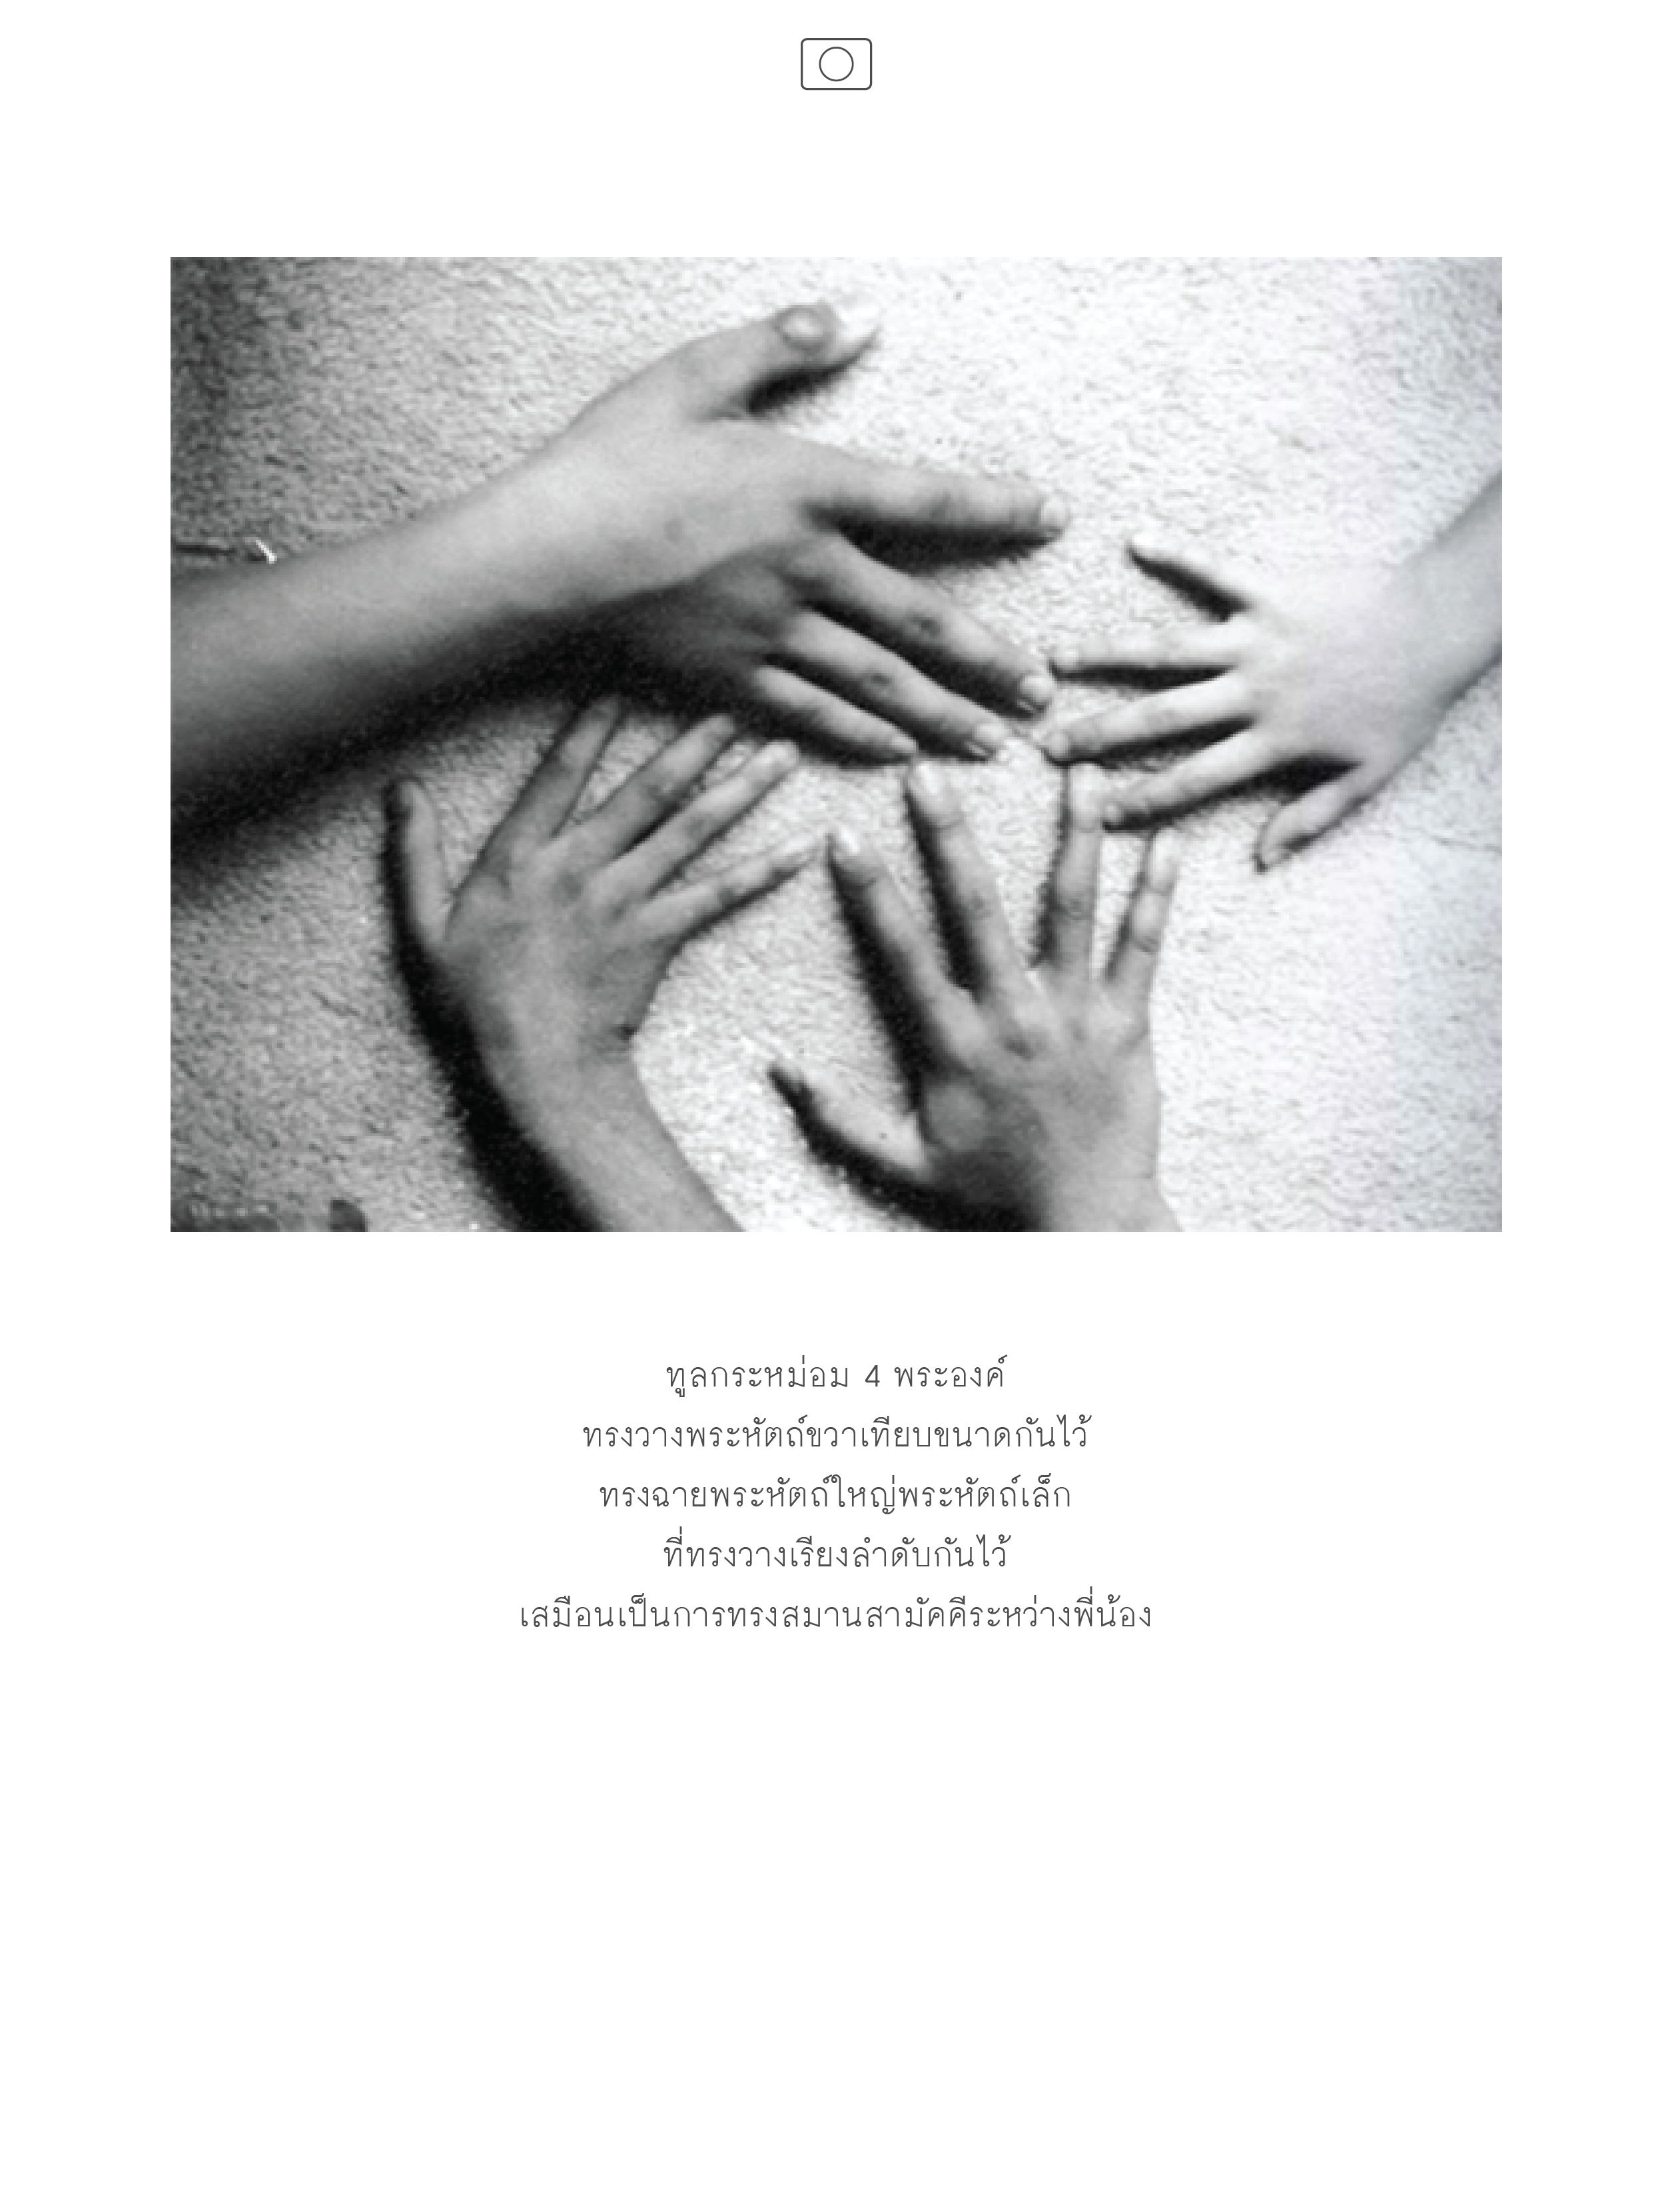 ทูลกระหม่อม 4 พระองค์
ทรงวางพระหัตถ์ขวาเทียบขนาดกันไว้
ทรงฉายพระหัตถ์ใหญ่พระหัตถ์เล็ก
ที่ทรงวางเรียงลำดับกันไว้
เสมือนเป็นการทรงสมานสามัคคีระหว่างพี่น้อง